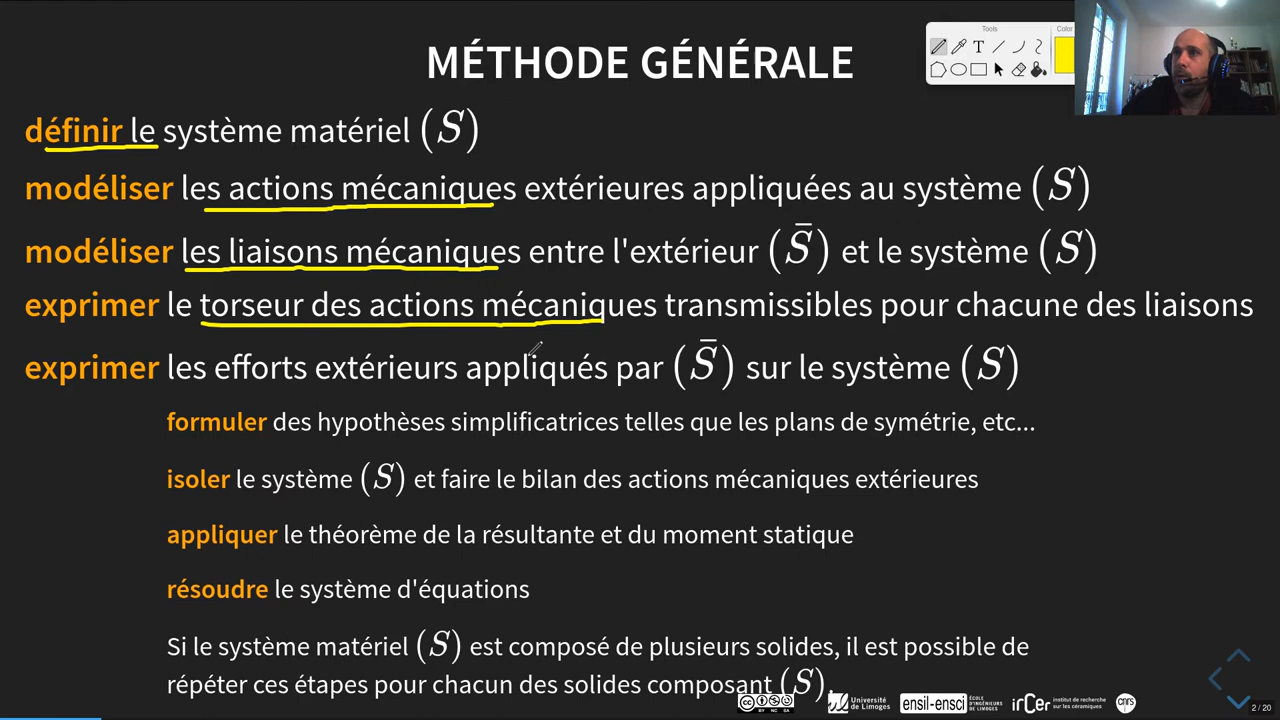 MÉTHODE GÉNÉRALE
Tools
Color
définir le système matériel (S)
modéliser les actions mécaniques extérieures appliquées au système (S)
modéliser les liaisons mécaniques entre l'extérieur (S̄) et le système (S)
exprimer le torseur des actions mécaniques transmissibles pour chacune des liaisons
exprimer les efforts extérieurs appliqués par (S̄) sur le système (S)
formuler des hypothèses simplificatrices telles que les plans de symétrie, etc...
isoler le système (S) et faire le bilan des actions mécaniques extérieures
appliquer le théorème de la résultante et du moment statique
résoudre le système d'équations
Si le système matériel (S) est composé de plusieurs solides, il est possible de
répéter ces étapes pour chacun des solides composant (S).
cc BY NC SA
Université de Limoges
ensil-ensci
ÉCOLE D'INGÉNIEURS DE LIMOGES
irCer
institut de recherche sur les céramiques
cnrs
2 / 20